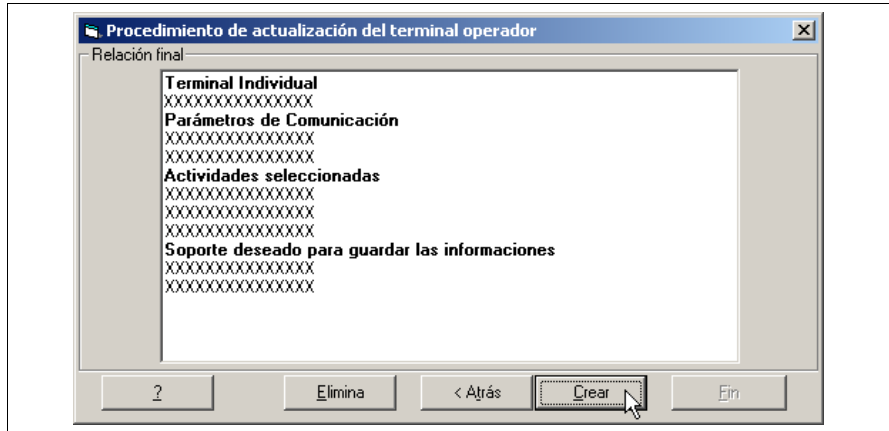 Procedimiento de actualización del terminal operador
Relación final
Terminal Individual
XXXXXXXXXXXXXXX
Parámetros de Comunicación
XXXXXXXXXXXXXXX
XXXXXXXXXXXXXXX
Actividades seleccionadas
XXXXXXXXXXXXXXX
XXXXXXXXXXXXXXX
XXXXXXXXXXXXXXX
Soporte deseado para guardar las informaciones
XXXXXXXXXXXXXXX
XXXXXXXXXXXXXXX
? Elimina < Atrás Crear Fin